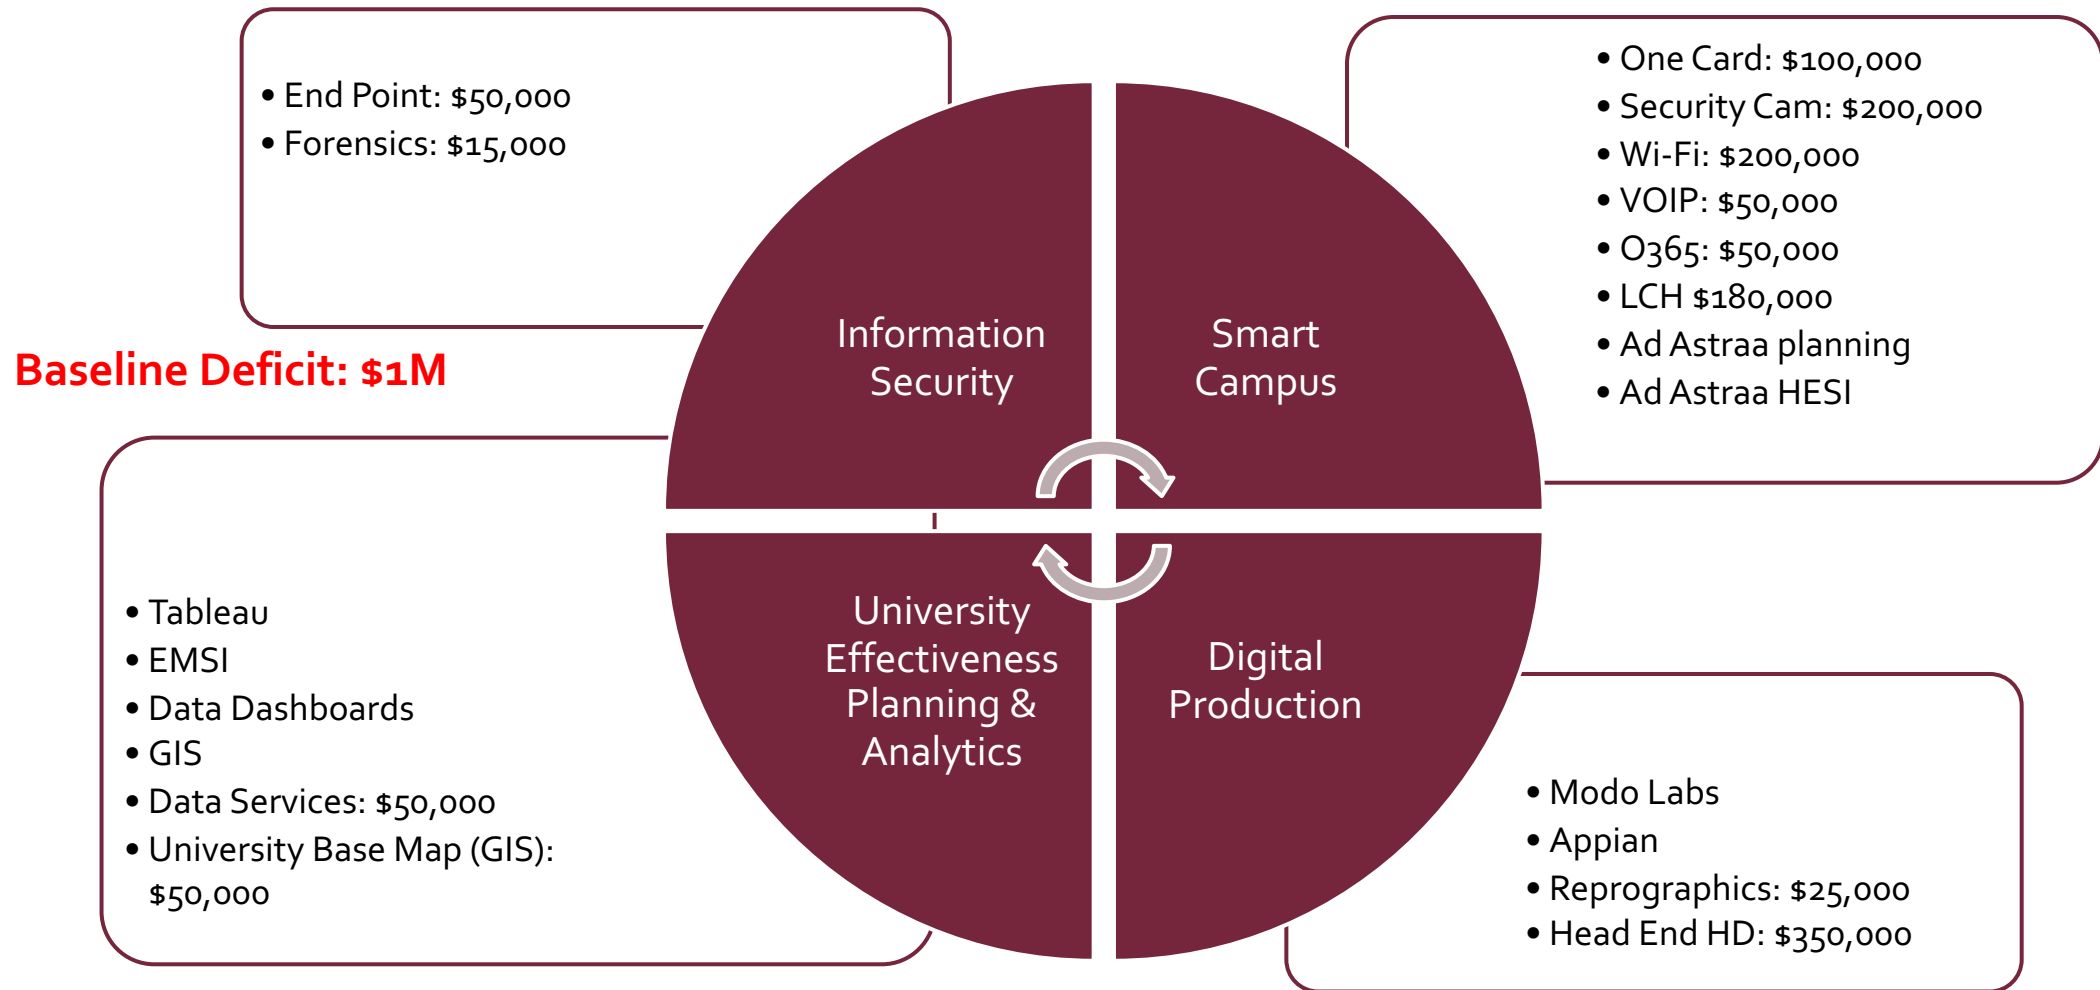 • End Point: $50,000
• Forensics: $15,000
• One Card: $100,000
• Security Cam: $200,000
• Wi-Fi: $200,000
• VOIP: $50,000
• O365: $50,000
• LCH $180,000
• Ad Astraa planning
• Ad Astraa HESI
Information
Security
Smart
Campus
Baseline Deficit: $1M
• Tableau
• EMSI
• Data Dashboards
• GIS
• Data Services: $50,000
• University Base Map (GIS):
$50,000
University
Effectiveness
Planning &
Analytics
Digital
Production
• Modo Labs
• Appian
• Reprographics: $25,000
• Head End HD: $350,000